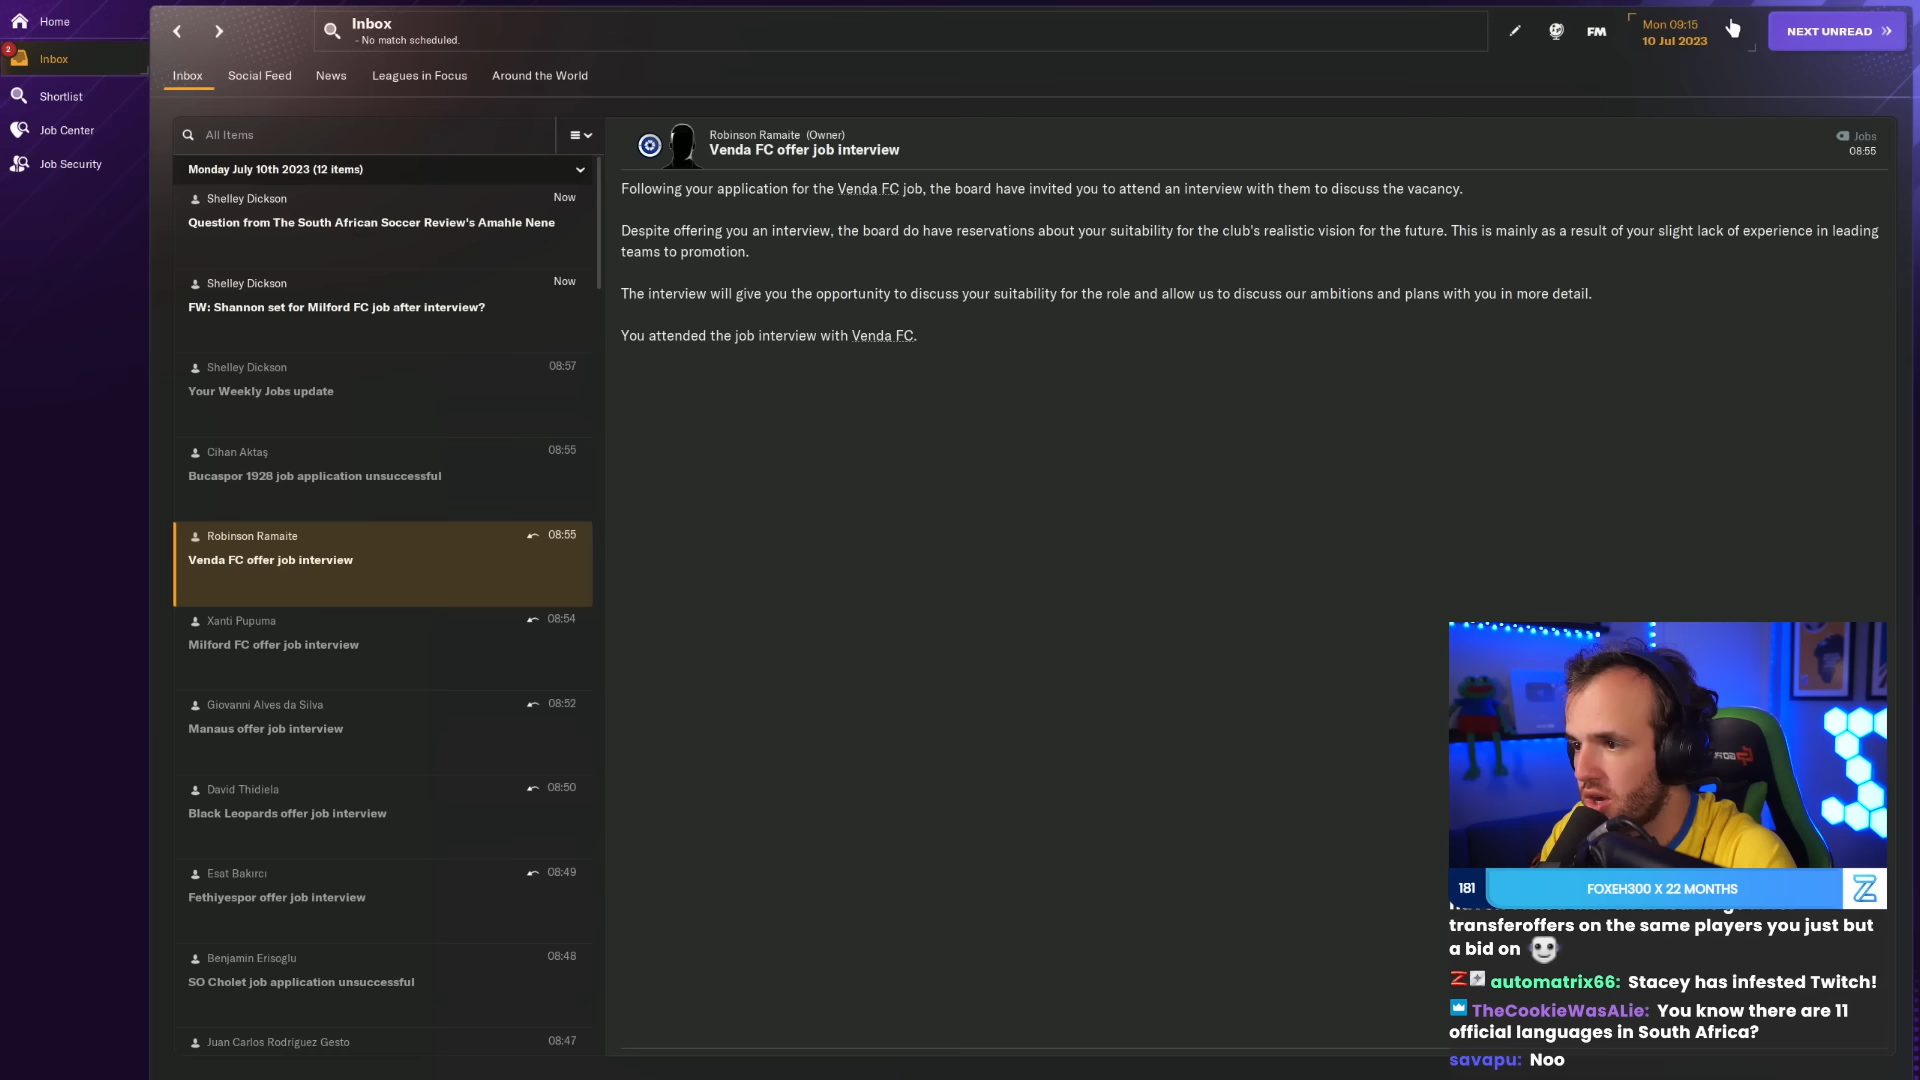 Home
2
Inbox
Shortlist
Job Center
Job Security
Inbox
- No match scheduled.
FM
Mon 09:15
10 Jul 2023
NEXT UNREAD
Inbox
Social Feed
News
Leagues in Focus
Around the World
All Items
Monday July 10th 2023 (12 items)
Shelley Dickson
Now
Question from The South African Soccer Review's Amahle Nene
Shelley Dickson
Now
FW: Shannon set for Milford FC job after interview?
Shelley Dickson
08:57
Your Weekly Jobs update
Cihan Aktaş
08:55
Bucaspor 1928 job application unsuccessful
Robinson Ramaite
08:55
Venda FC offer job interview
Xanti Pupuma
08:54
Milford FC offer job interview
Giovanni Alves da Silva
08:52
Manaus offer job interview
David Thidiela
08:50
Black Leopards offer job interview
Esat Bakırcı
08:49
Fethiyespor offer job interview
Benjamin Erisoglu
08:48
SO Cholet job application unsuccessful
Juan Carlos Rodríguez Gesto
08:47
Robinson Ramaite (Owner)
Venda FC offer job interview
Jobs
08:55
Following your application for the Venda FC job, the board have invited you to attend an interview with them to discuss the vacancy.
Despite offering you an interview, the board do have reservations about your suitability for the club's realistic vision for the future. This is mainly as a result of your slight lack of experience in leading
teams to promotion.
The interview will give you the opportunity to discuss your suitability for the role and allow us to discuss our ambitions and plans with you in more detail.
You attended the job interview with Venda FC.
181
FOXEH300 X 22 MONTHS
transferoffers on the same players you just but
a bid on
automatrix66: Stacey has infested Twitch!
TheCookieWasALie: You know there are 11
official languages in South Africa?
savapu: Noo